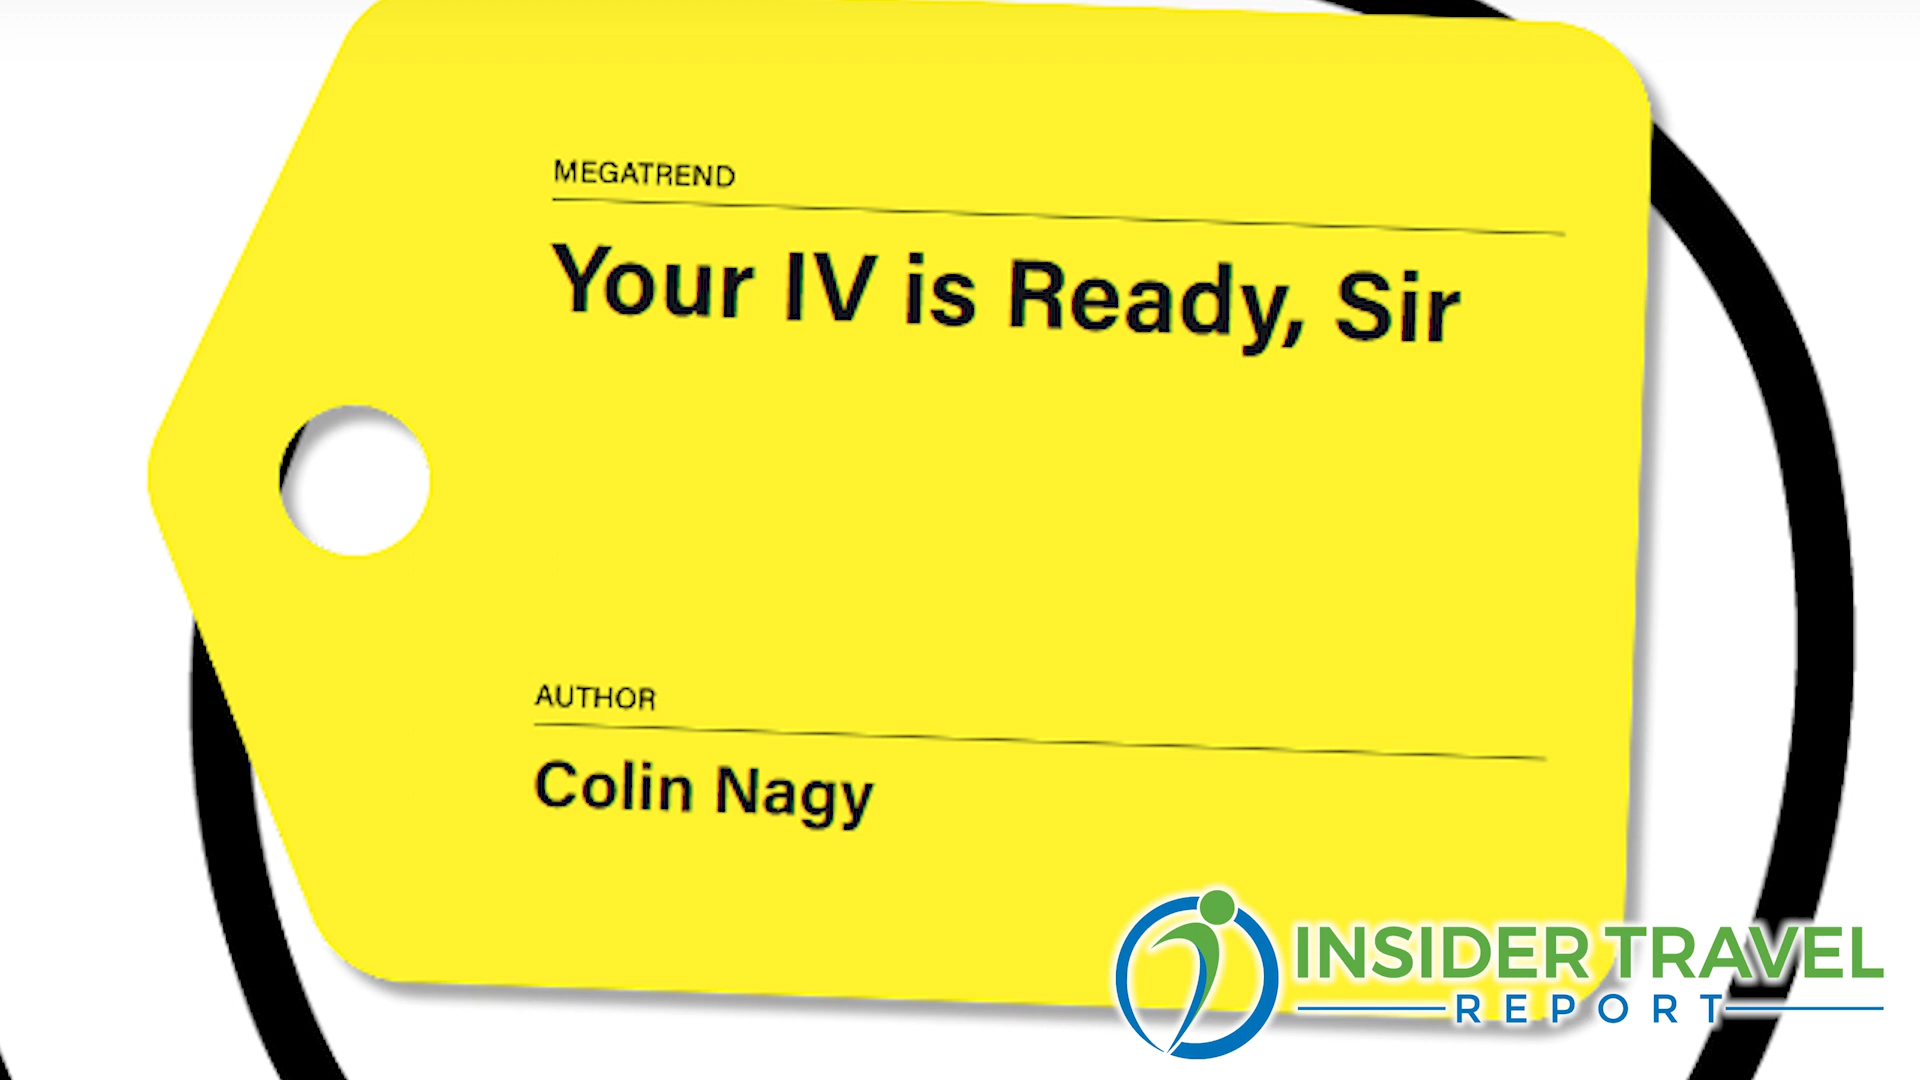 MEGATREND
Your IV is Ready, Sir
AUTHOR
Colin Nagy
INSIDER TRAVEL
REPORT